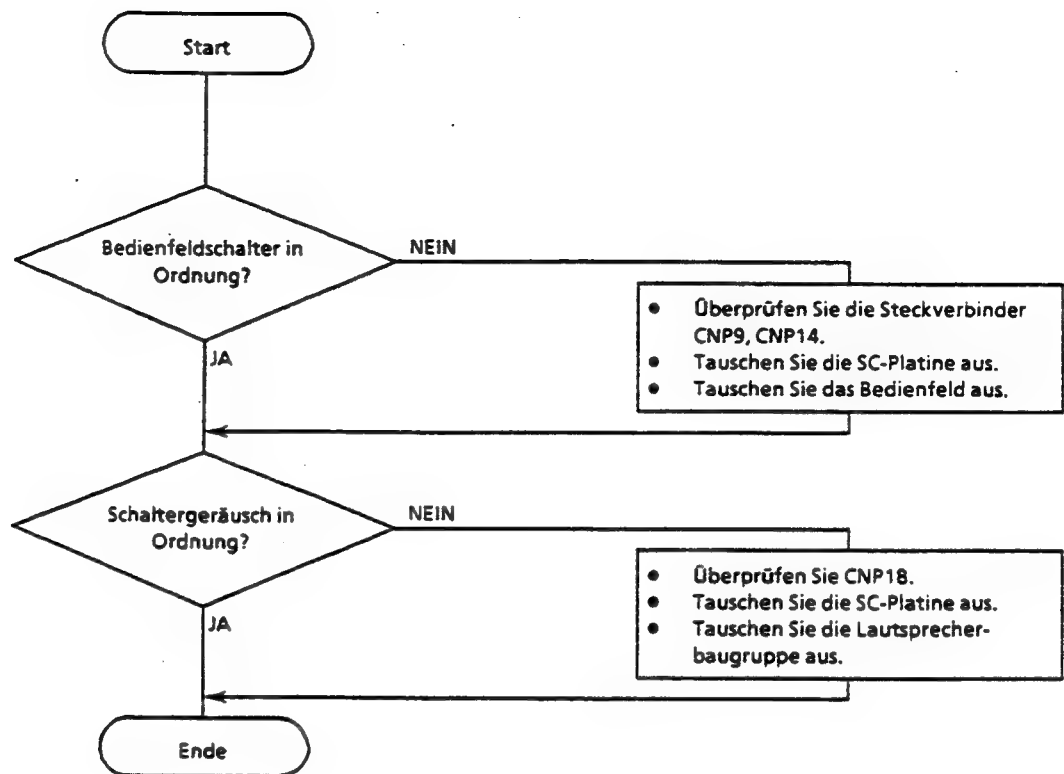 Start
Bedienfeldschalter in
Ordnung?
NEIN
• Überprüfen Sie die Steckverbinder
CNP9, CNP14.
• Tauschen Sie die SC-Platine aus.
• Tauschen Sie das Bedienfeld aus.
JA
Schaltergeräusch in
Ordnung?
NEIN
• Überprüfen Sie CNP18.
• Tauschen Sie die SC-Platine aus.
• Tauschen Sie die Lautsprecher-
baugruppe aus.
JA
Ende